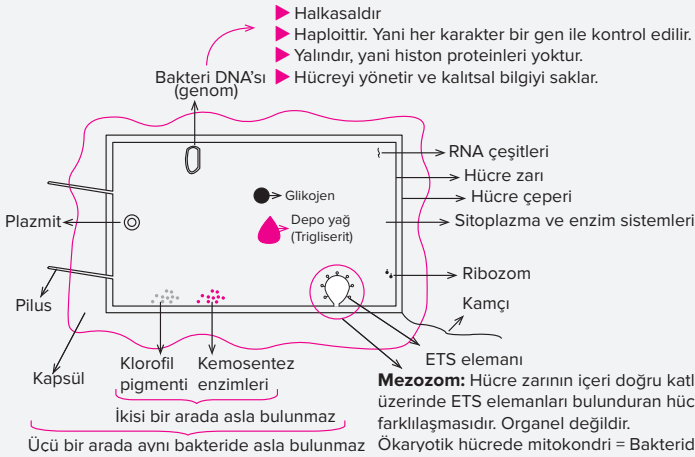 ▶ Halkasaldır
▶ Haploittir. Yani her karakter bir gen ile kontrol edilir.
▶ Yalındır, yani histon proteinleri yoktur.
▶ Hücreyi yönetir ve kalıtsal bilgiyi saklar.
Bakteri DNA'sı
(genom)
RNA çeşitleri
Hücre zarı
Hücre çeperi
Sitoplazma ve enzim sistemleri
Ribozom
Kamçı
Glikojen
Depo yağ
(Trigliserit)
Plazmit
Pilus
Kapsül
Klorofil
pigmenti
Kemosentez
enzimleri
İkisi bir arada asla bulunmaz
Üçü bir arada aynı bakteride asla bulunmaz
ETS elemanı
Mezozom: Hücre zarının içeri doğru
üzerinde ETS elemanları bulunduran
farklılaşmasıdır. Organel değildir.
Ökaryotik hücrede mitokondri =